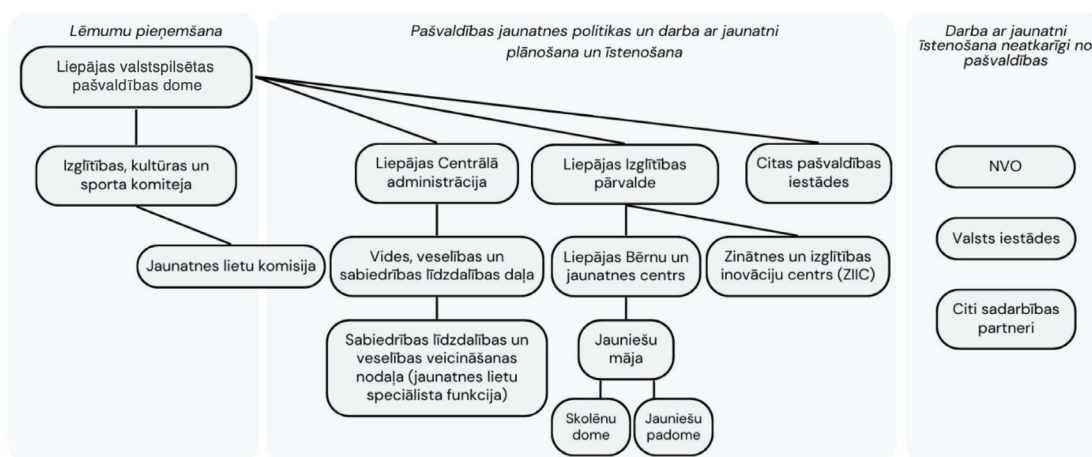 Lēmumu pieņemšana
Liepājas valstspilsētas
pašvaldības dome
Izglītības, kultūras un
sporta komiteja
Jaunatnes lietu komisija
Pašvaldības jaunatnes politikas un darba ar jaunatni
plānošana un īstenošana
Liepājas Centrālā
administrācija
Liepājas Izglītības
pārvalde
Citas pašvaldības
iestādes
Vides, veselības un
sabiedrības līdzdalības daļa
Liepājas Bērnu un
jaunatnes centrs
Zinātnes un izglītības
inovāciju centrs (ZIIC)
Sabiedrības līdzdalības un
veselības veicināšanas
nodaļa (jaunatnes lietu
speciālista funkcija)
Jauniešu
māja
Skolēnu
dome
Jauniešu
padome
Darba ar jaunatni
īstenošana neatkarīgi no
pašvaldības
NVO
Valsts iestādes
Citi sadarbības
partneri